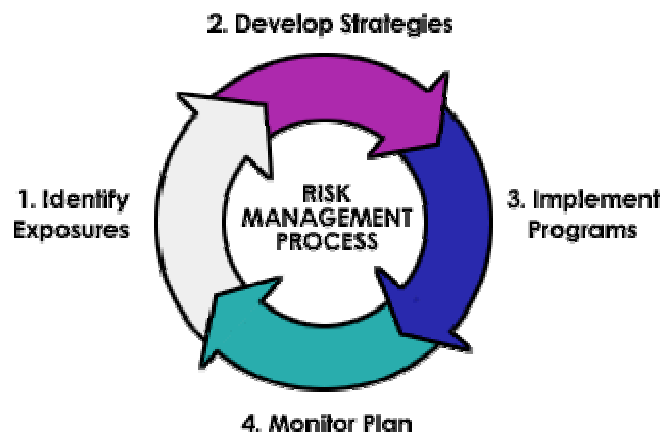 2. Develop Strategies
1. Identify
Exposures
RISK
MANAGEMENT
PROCESS
3. Implement
Programs
4. Monitor Plan